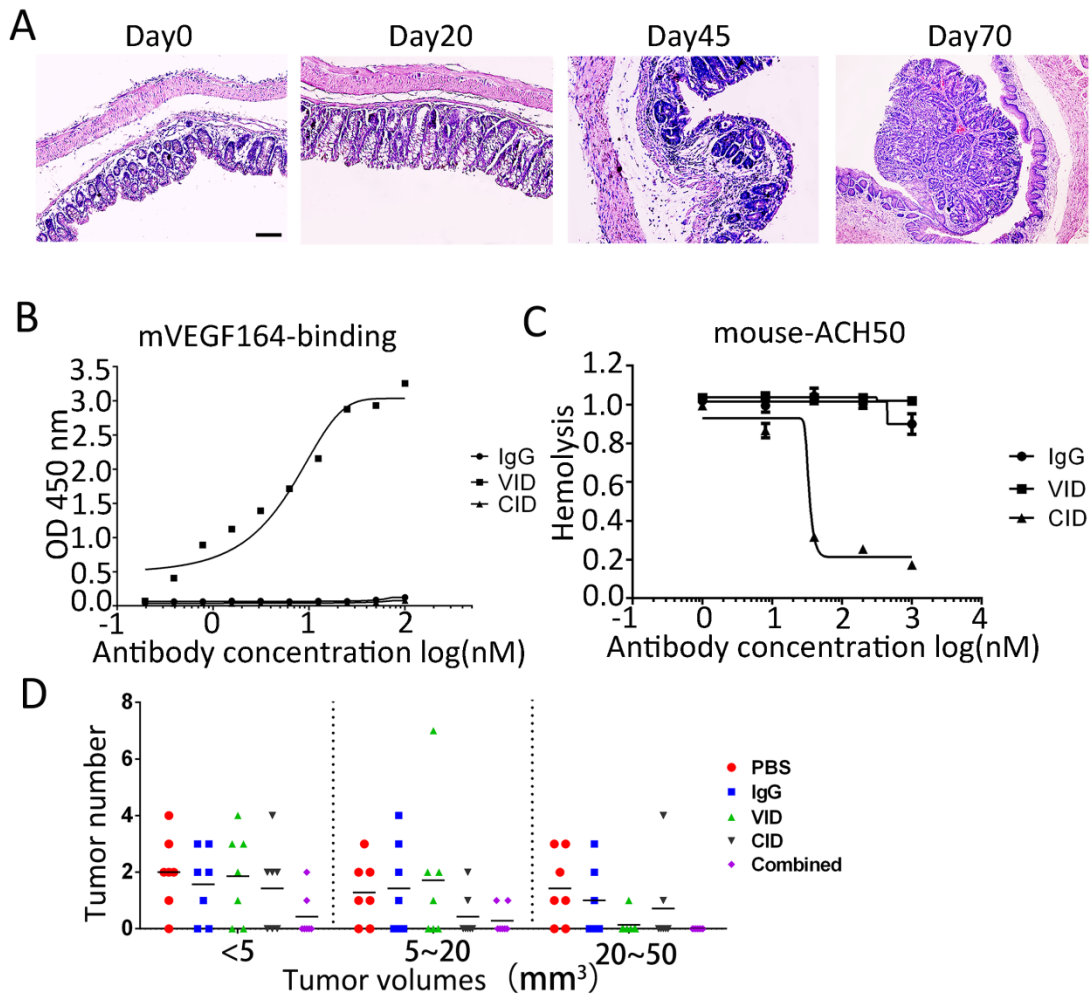 A
Day0 Day20 Day45 Day70
B
mVEGF164-binding
OD 450 nm
3.5
3.0
2.5
2.0
1.5
1.0
0.5
0.0
-1 0 1 2
Antibody concentration log(nM)
IgG
VID
CID
C
mouse-ACH50
Hemolysis
1.2
1.0
0.8
0.6
0.4
0.2
0
-1 0 1 2 3 4
Antibody concentration log(nM)
IgG
VID
CID
D
Tumor number
8
6
4
2
0
<5 5~20 20~50
Tumor volumes (mm³)
PBS
IgG
VID
CID
Combined